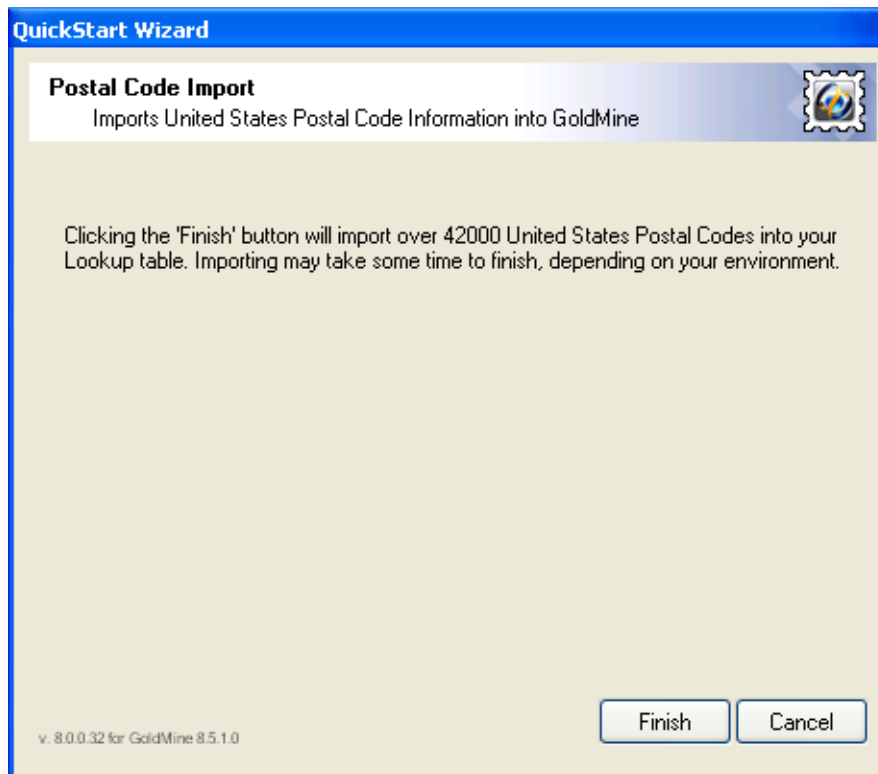 QuickStart Wizard
Postal Code Import
Imports United States Postal Code Information into GoldMine
Clicking the 'Finish' button will import over 42000 United States Postal Codes into your
Lookup table. Importing may take some time to finish, depending on your environment.
Finish
Cancel
v. 8.0.0.32 for GoldMine 8.5.1.0